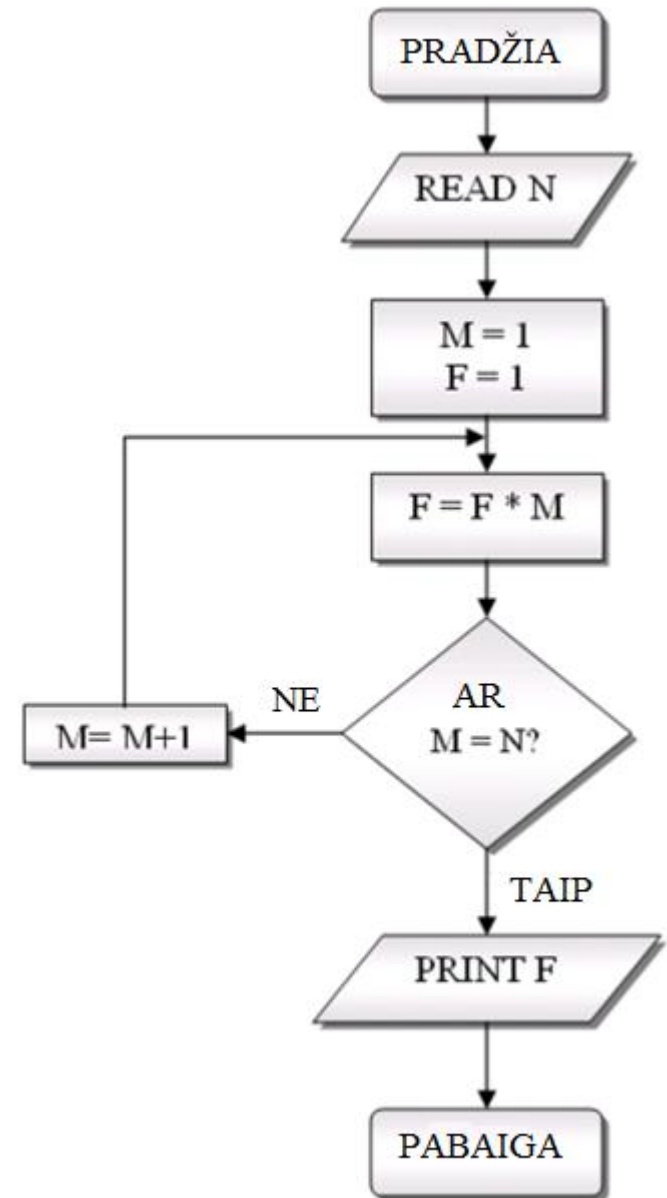 PRADŽIA
READ N
M = 1
F = 1
F = F * M
NE
AR
M = N?
M= M+1
TAIP
PRINT F
PABAIGA